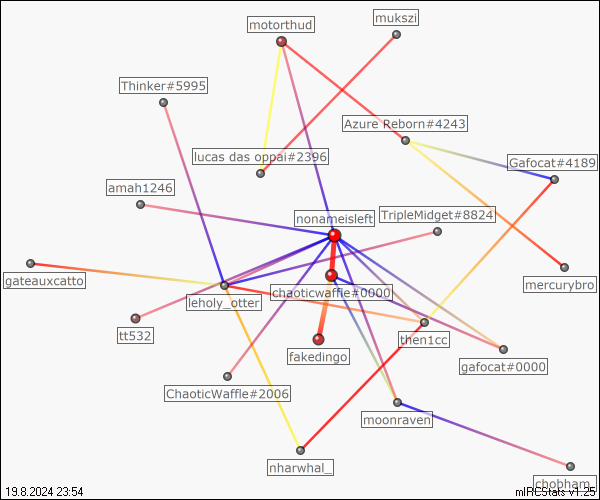 mukszi
motorthud
Thinker#5995
Azure Reborn#4243
lucas das oppai#2396
Gafocat#4189
amah1246
nonameisleft
TripleMidget#8824
gateauxcatto
mercurybro
chaoticwaffle#0000
leholy_otter
tt532
then1cc
fakedingo
gafocat#0000
ChaoticWaffle#2006
moonraven
nharwhal_
chobham_
19.8.2024 23:54
mIRCStats v1.25